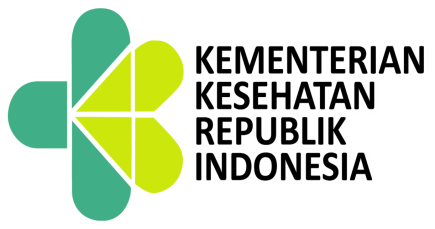 KEMENTERIAN
KESEHATAN
REPUBLIK
INDONESIA